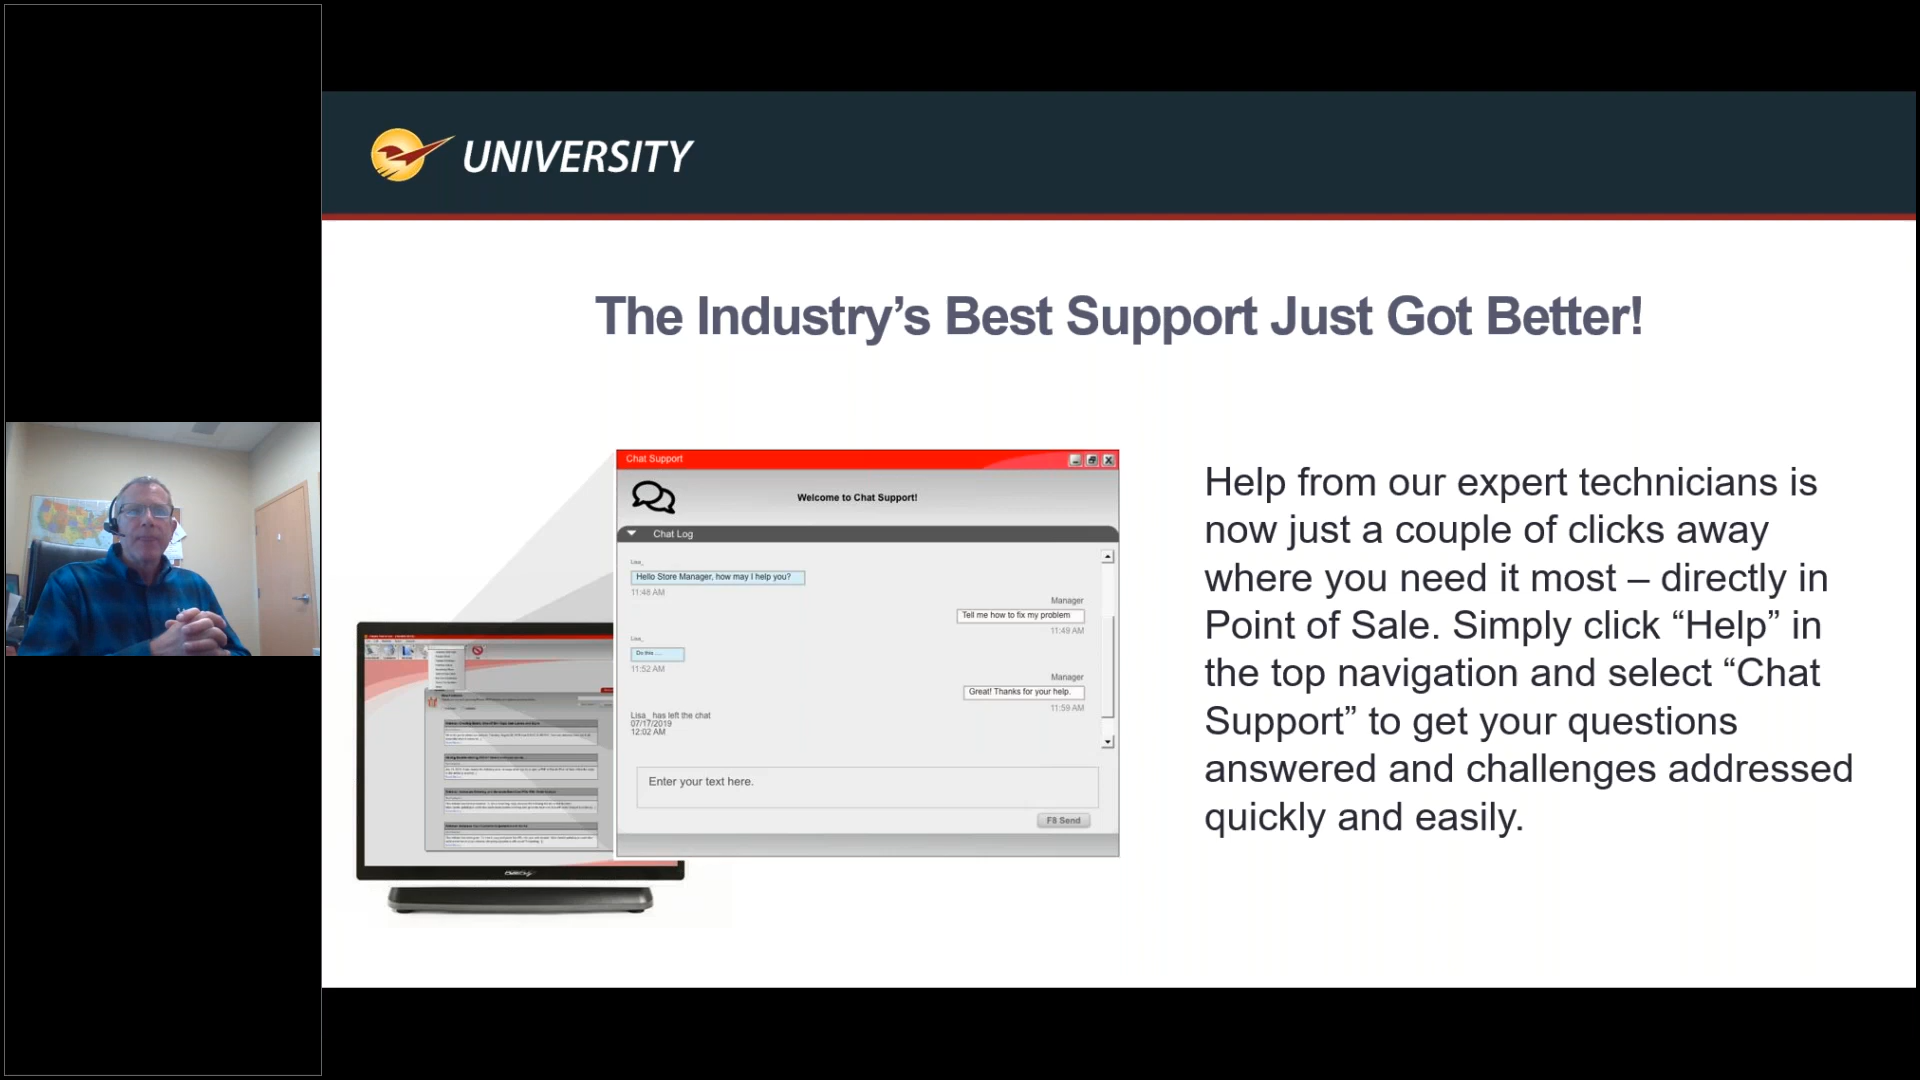 UNIVERSITY
The Industry’s Best Support Just Got Better!
Chat Support
Welcome to Chat Support!
Chat Log
Lisa_
Hello Store Manager, how may I help you?
11:48 AM
Manager
Tell me how to fix my problem
11:49 AM
Lisa_
Do this ....
11:52 AM
Manager
Great! Thanks for your help.
11:59 AM
Lisa_ has left the chat
07/17/2019
12:02 AM
Enter your text here.
F8 Send
Help from our expert technicians is
now just a couple of clicks away
where you need it most – directly in
Point of Sale. Simply click “Help” in
the top navigation and select “Chat
Support” to get your questions
answered and challenges addressed
quickly and easily.